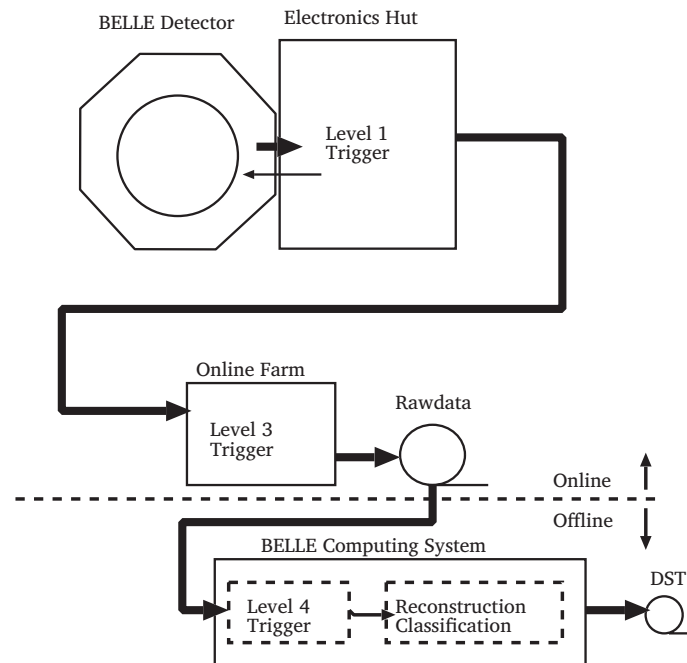 BELLE Detector
Electronics Hut
Level 1
Trigger
Online Farm
Level 3
Trigger
Rawdata
Online
Offline
BELLE Computing System
Level 4
Trigger
Reconstruction
Classification
DST